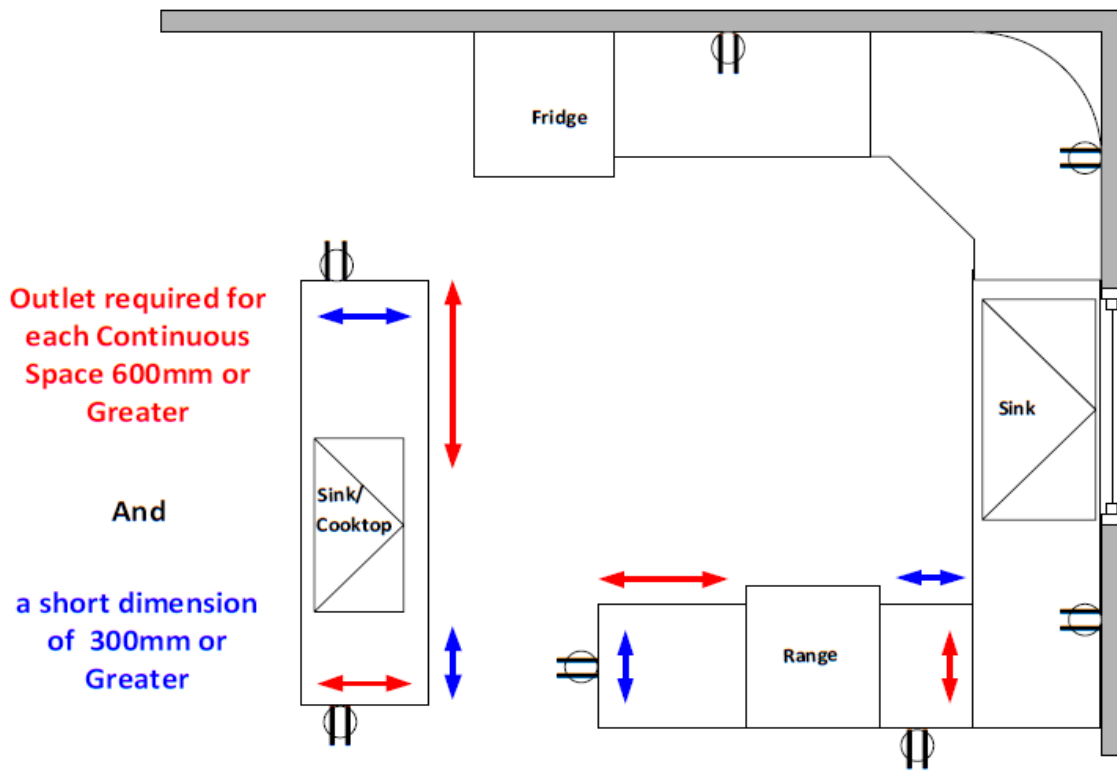 Fridge
Outlet required for
each Continuous
Space 600mm or
Greater
Sink
Sink/
Cooktop
And
a short dimension
of 300mm or
Greater
Range